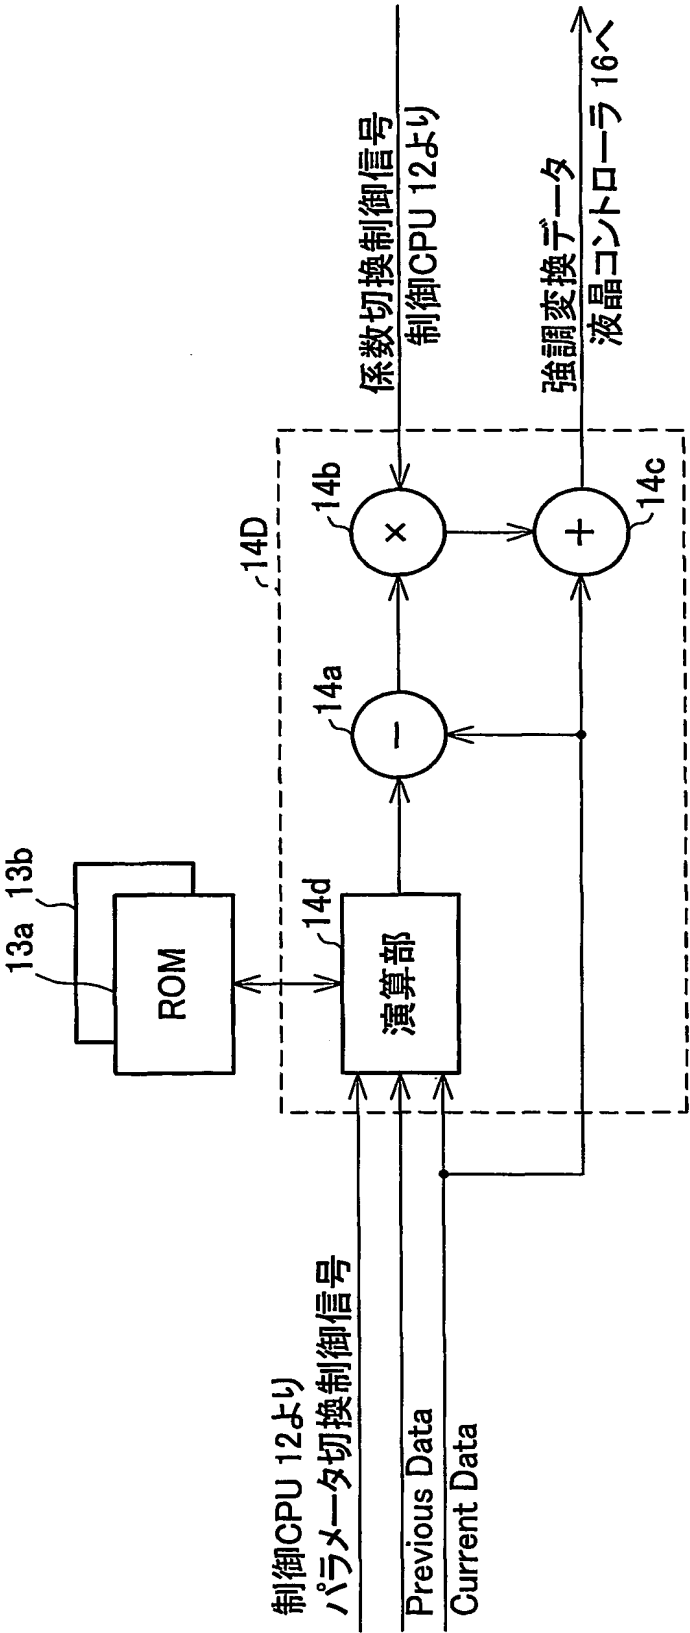 13a
13b
ROM
14D
14d
演算部
14a
−
14b
×
14c
+
制御CPU 12より
パラメータ切換制御信号
Previous Data
Current Data
係数切換制御信号
制御CPU 12より
強調変換データ
液晶コントローラ 16へ